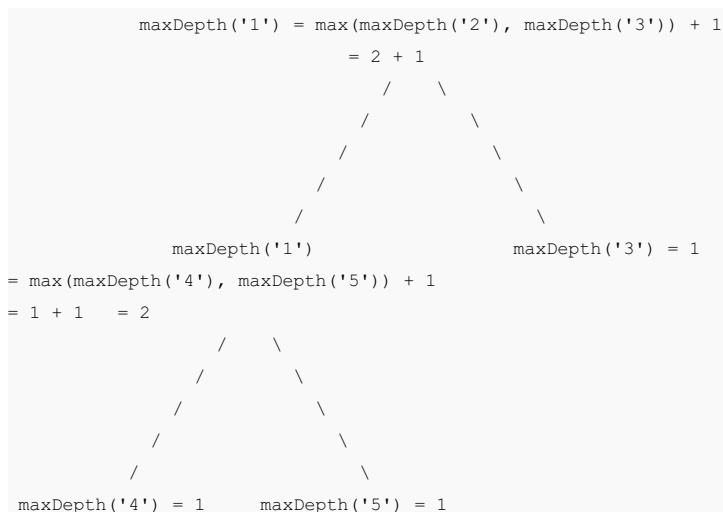 maxDepth('1') = max(maxDepth('2'), maxDepth('3')) + 1
= 2 + 1
/ \
/ \
/ \
/ \
/ \
maxDepth('1') maxDepth('3') = 1
= max(maxDepth('4'), maxDepth('5')) + 1
= 1 + 1 = 2
/ \
/ \
/ \
/ \
/ \
maxDepth('4') = 1 maxDepth('5') = 1